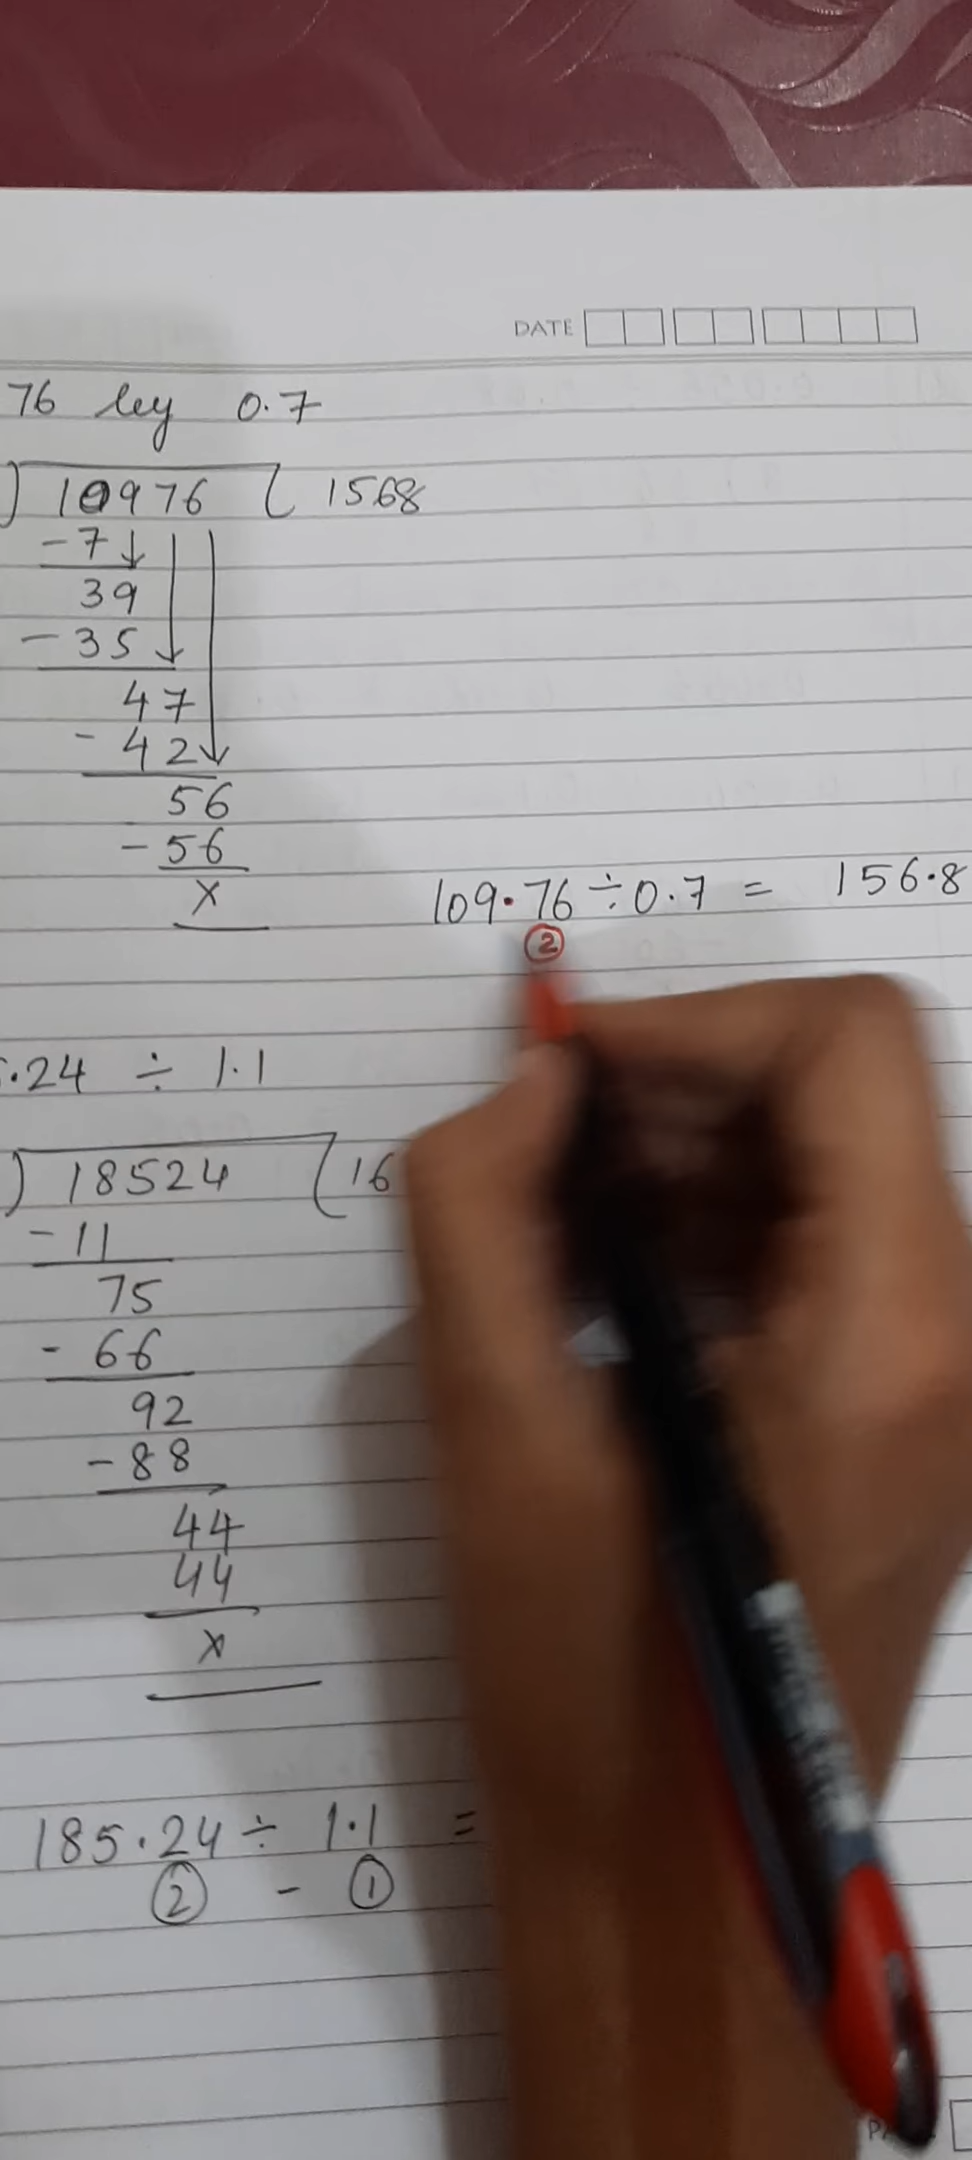 DATE
76 by 0.7
) 10976 ( 1568
- 7
39
- 35
47
- 42
56
- 56
x
109.76 ÷ 0.7 = 156.8
2
.24 ÷ 1.1
) 18524 ( 16
- 11
75
- 66
92
- 88
44
44
x
185.24 ÷ 1.1 =
2 - 1